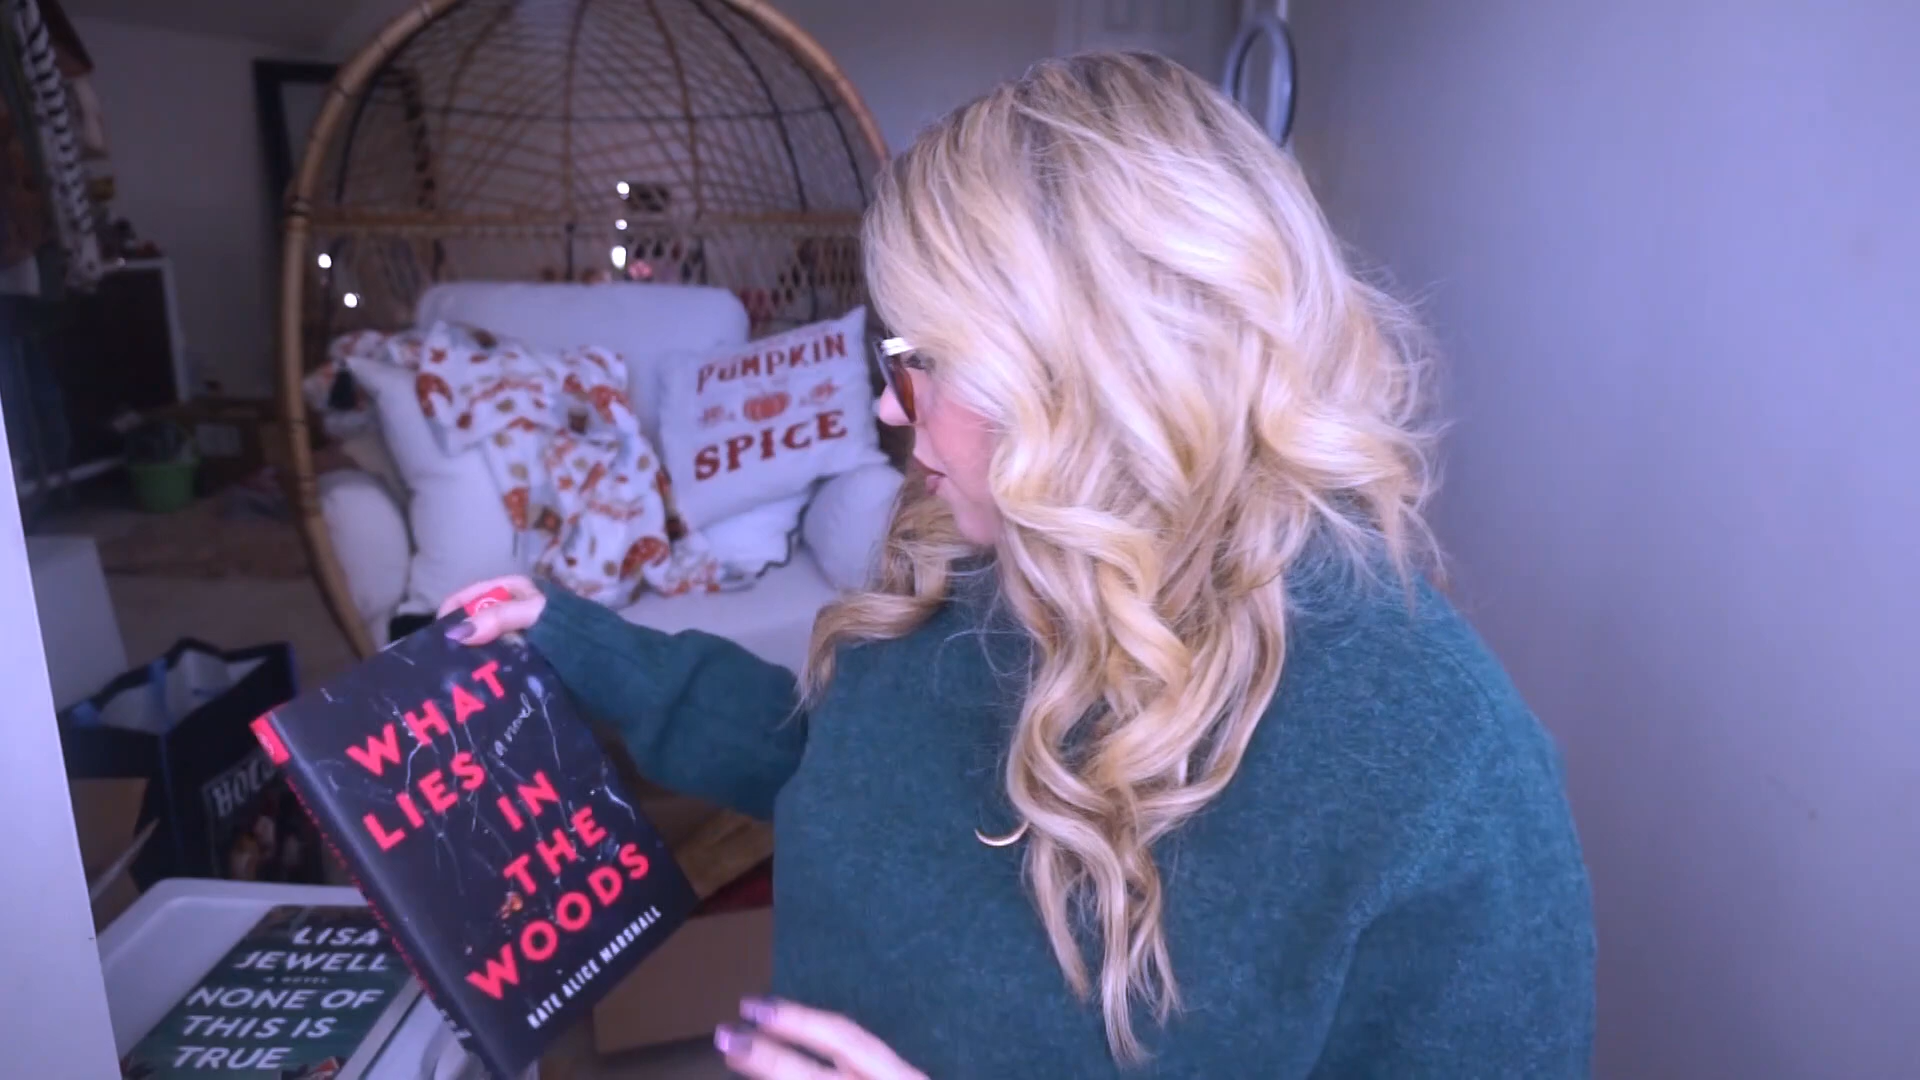 PUMPKIN
SPICE
WHAT
LIES
a novel
IN
THE
WOODS
KATE ALICE MARSHALL
LISA
JEWELL
A NOVEL
NONE OF
THIS IS
TRUE